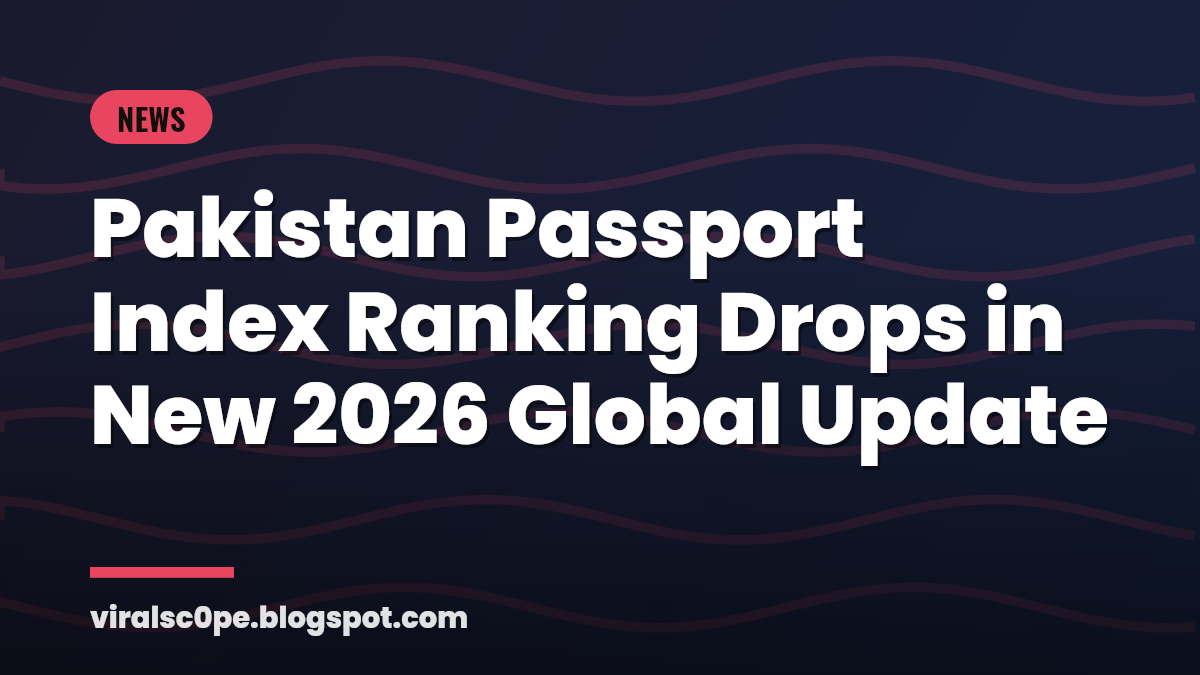 NEWS
Pakistan Passport
Index Ranking Drops in
New 2026 Global Update
viralsc0pe.blogspot.com